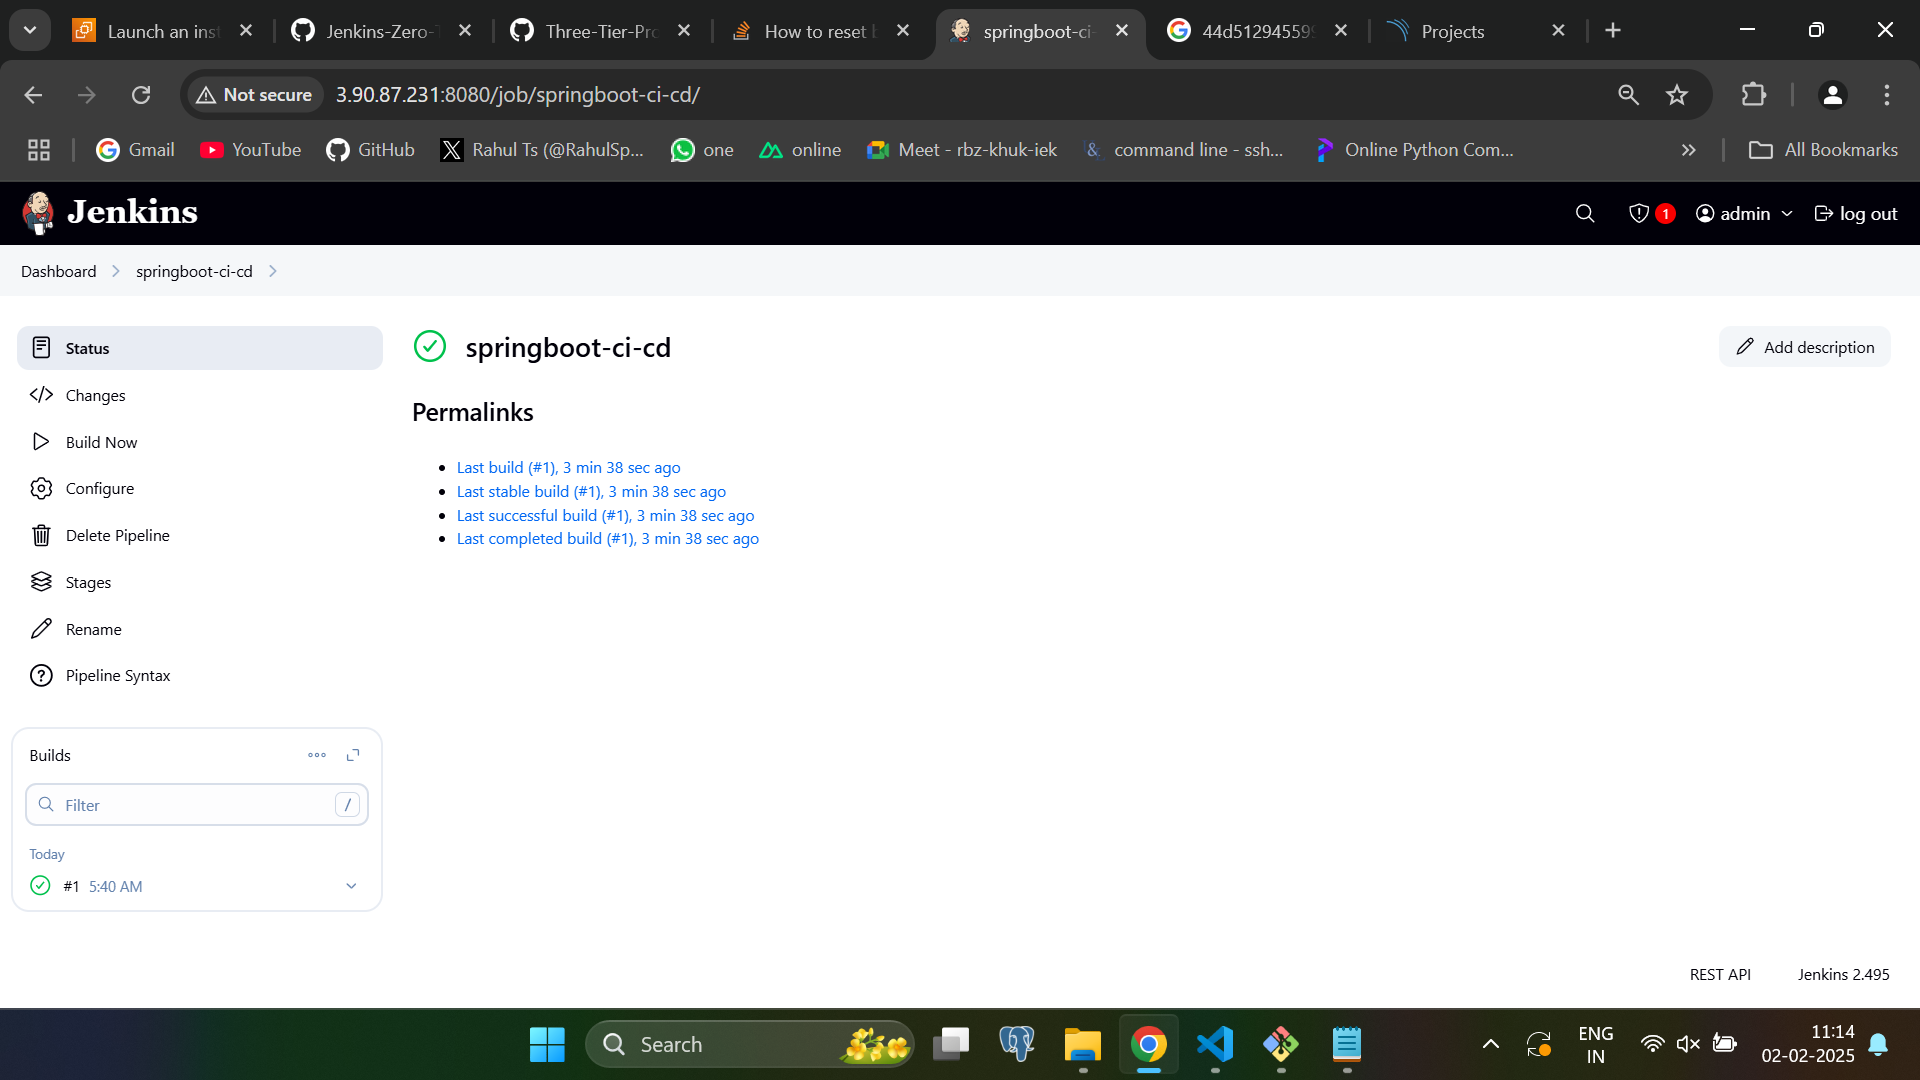 Launch an inst
Jenkins-Zero-T
Three-Tier-Pro
How to reset b
springboot-ci-
44d512945599
Projects
Not secure
3.90.87.231:8080/job/springboot-ci-cd/
Gmail
YouTube
GitHub
Rahul Ts (@RahulSp...
one
online
Meet - rbz-khuk-iek
command line - ssh...
Online Python Com...
All Bookmarks
Jenkins
1
admin
log out
Dashboard
springboot-ci-cd
Status
Changes
Build Now
Configure
Delete Pipeline
Stages
Rename
Pipeline Syntax
Builds
Filter
/
Today
#1 5:40 AM
springboot-ci-cd
Add description
Permalinks
Last build (#1), 3 min 38 sec ago
Last stable build (#1), 3 min 38 sec ago
Last successful build (#1), 3 min 38 sec ago
Last completed build (#1), 3 min 38 sec ago
REST API
Jenkins 2.495
Search
ENG
IN
11:14
02-02-2025